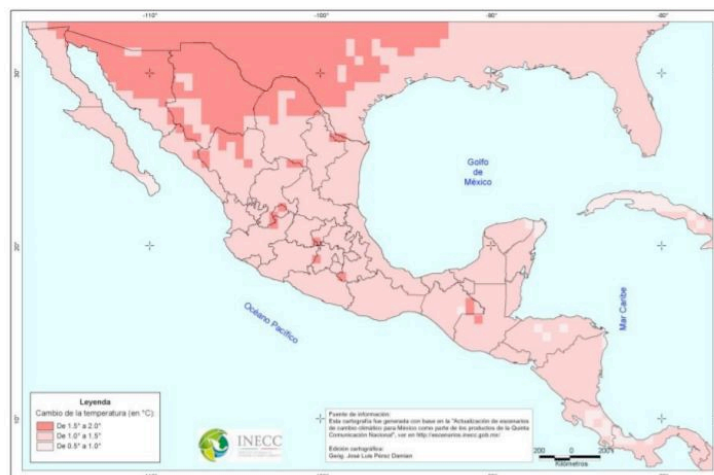 -110°
-100°
-90°
-80°
30°
30°
Golfo
de
México
20°
20°
Océano Pacífico
Mar Caribe
10°
10°
Leyenda
Cambio de la temperatura (en °C):
De 1.5° a 2.0°
De 1.0° a 1.5°
De 0.5° a 1.0°
INECC
Fuente de información:
Esta cartografía fue generada con base en la "Actualización de escenarios
de cambio climático para México como parte de los productos de la Quinta
Comunicación Nacional", ver en http://escenarios.inecc.gob.mx/
Edición cartográfica:
Geog. José Luis Pérez Damián
200 0 200
Kilómetros